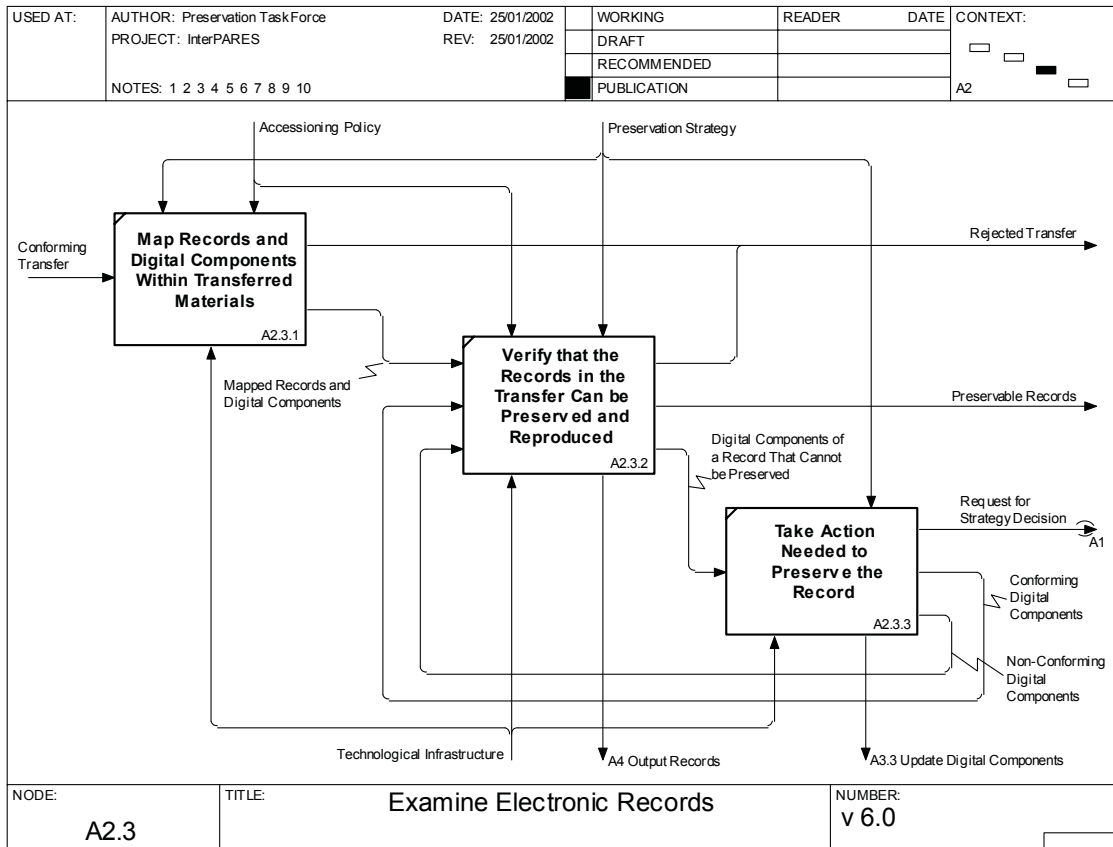 USED AT:
AUTHOR: Preservation Task Force
DATE: 25/01/2002
PROJECT: InterPARES
REV: 25/01/2002
NOTES: 1 2 3 4 5 6 7 8 9 10
WORKING
DRAFT
RECOMMENDED
PUBLICATION
READER
DATE
CONTEXT:
A2
Accessioning Policy
Preservation Strategy
Conforming
Transfer
Map Records and
Digital Components
Within Transferred
Materials
A2.3.1
Rejected Transfer
Mapped Records and
Digital Components
Verify that the
Records in the
Transfer Can be
Preserved and
Reproduced
A2.3.2
Preservable Records
Digital Components of
a Record That Cannot
be Preserved
Take Action
Needed to
Preserve the
Record
A2.3.3
Request for
Strategy Decision
A1
Conforming
Digital
Components
Non-Conforming
Digital
Components
Technological Infrastructure
A4 Output Records
A3.3 Update Digital Components
NODE:
A2.3
TITLE:
Examine Electronic Records
NUMBER:
v 6.0